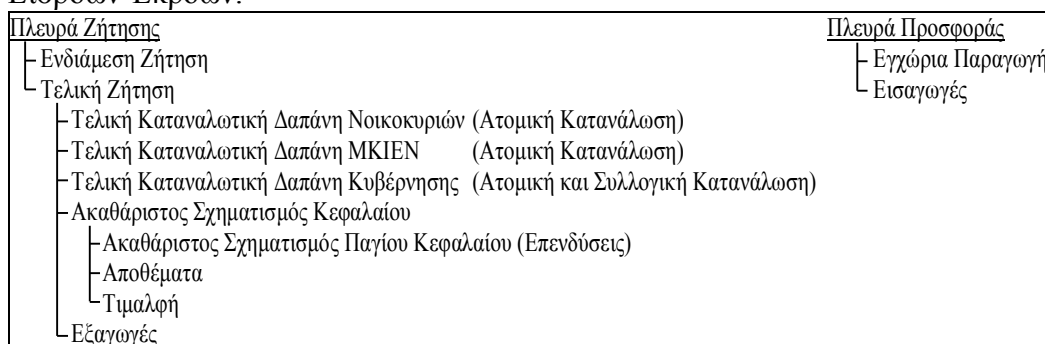 Εισροών-Εκροών:
Πλευρά Ζήτησης
Ενδιάμεση Ζήτηση
Τελική Ζήτηση
Τελική Καταναλωτική Δαπάνη Νοικοκυριών (Ατομική Κατανάλωση)
Τελική Καταναλωτική Δαπάνη ΜΚΙΕΝ (Ατομική Κατανάλωση)
Τελική Καταναλωτική Δαπάνη Κυβέρνησης (Ατομική και Συλλογική Κατανάλωση)
Ακαθάριστος Σχηματισμός Κεφαλαίου
Ακαθάριστος Σχηματισμός Παγίου Κεφαλαίου (Επενδύσεις)
Αποθέματα
Τιμαλφή
Εξαγωγές
Πλευρά Προσφοράς
Εγχώρια Παραγωγή
Εισαγωγές